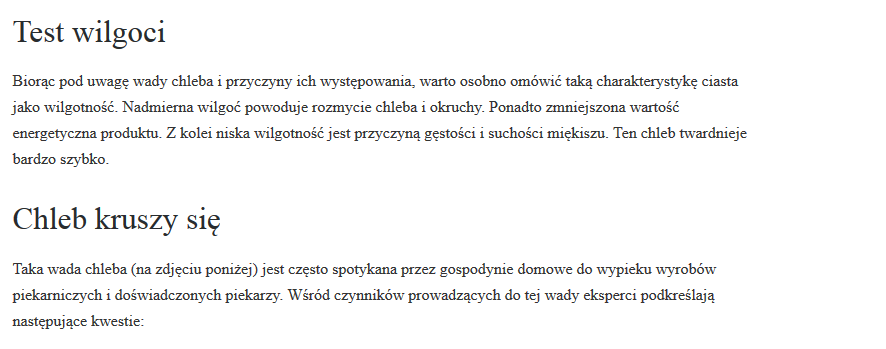 Test wilgoci
Biorąc pod uwagę wady chleba i przyczyny ich występowania, warto osobno omówić taką charakterystykę ciasta
jako wilgotność. Nadmierna wilgoć powoduje rozmycie chleba i okruchy. Ponadto zmniejszona wartość
energetyczna produktu. Z kolei niska wilgotność jest przyczyną gęstości i suchości miękiszu. Ten chleb twardnieje
bardzo szybko.
Chleb kruszy się
Taka wada chleba (na zdjęciu poniżej) jest często spotykana przez gospodynie domowe do wypieku wyrobów
piekarniczych i doświadczonych piekarzy. Wśród czynników prowadzących do tej wady eksperci podkreślają
następujące kwestie: